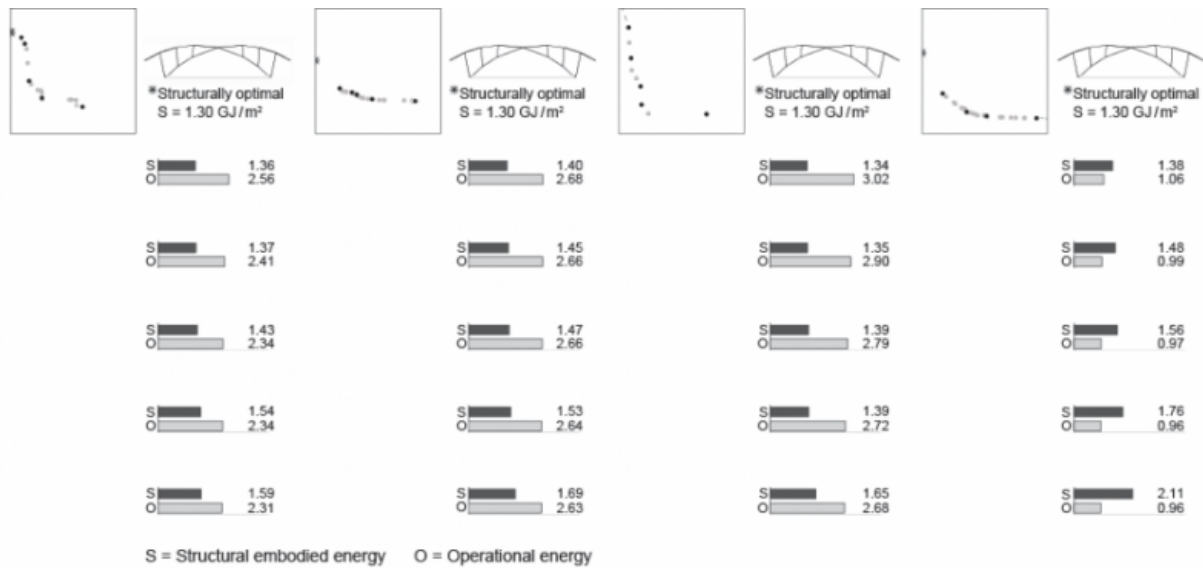 *Structurally optimal
S = 1.30 GJ/m²
*Structurally optimal
S = 1.30 GJ/m²
*Structurally optimal
S = 1.30 GJ/m²
*Structurally optimal
S = 1.30 GJ/m²
S 1.36
O 2.56
S 1.40
O 2.68
S 1.34
O 3.02
S 1.38
O 1.06
S 1.37
O 2.41
S 1.45
O 2.66
S 1.35
O 2.90
S 1.48
O 0.99
S 1.43
O 2.34
S 1.47
O 2.66
S 1.39
O 2.79
S 1.56
O 0.97
S 1.54
O 2.34
S 1.53
O 2.64
S 1.39
O 2.72
S 1.76
O 0.96
S 1.59
O 2.31
S 1.69
O 2.63
S 1.65
O 2.68
S 2.11
O 0.96
S = Structural embodied energy O = Operational energy